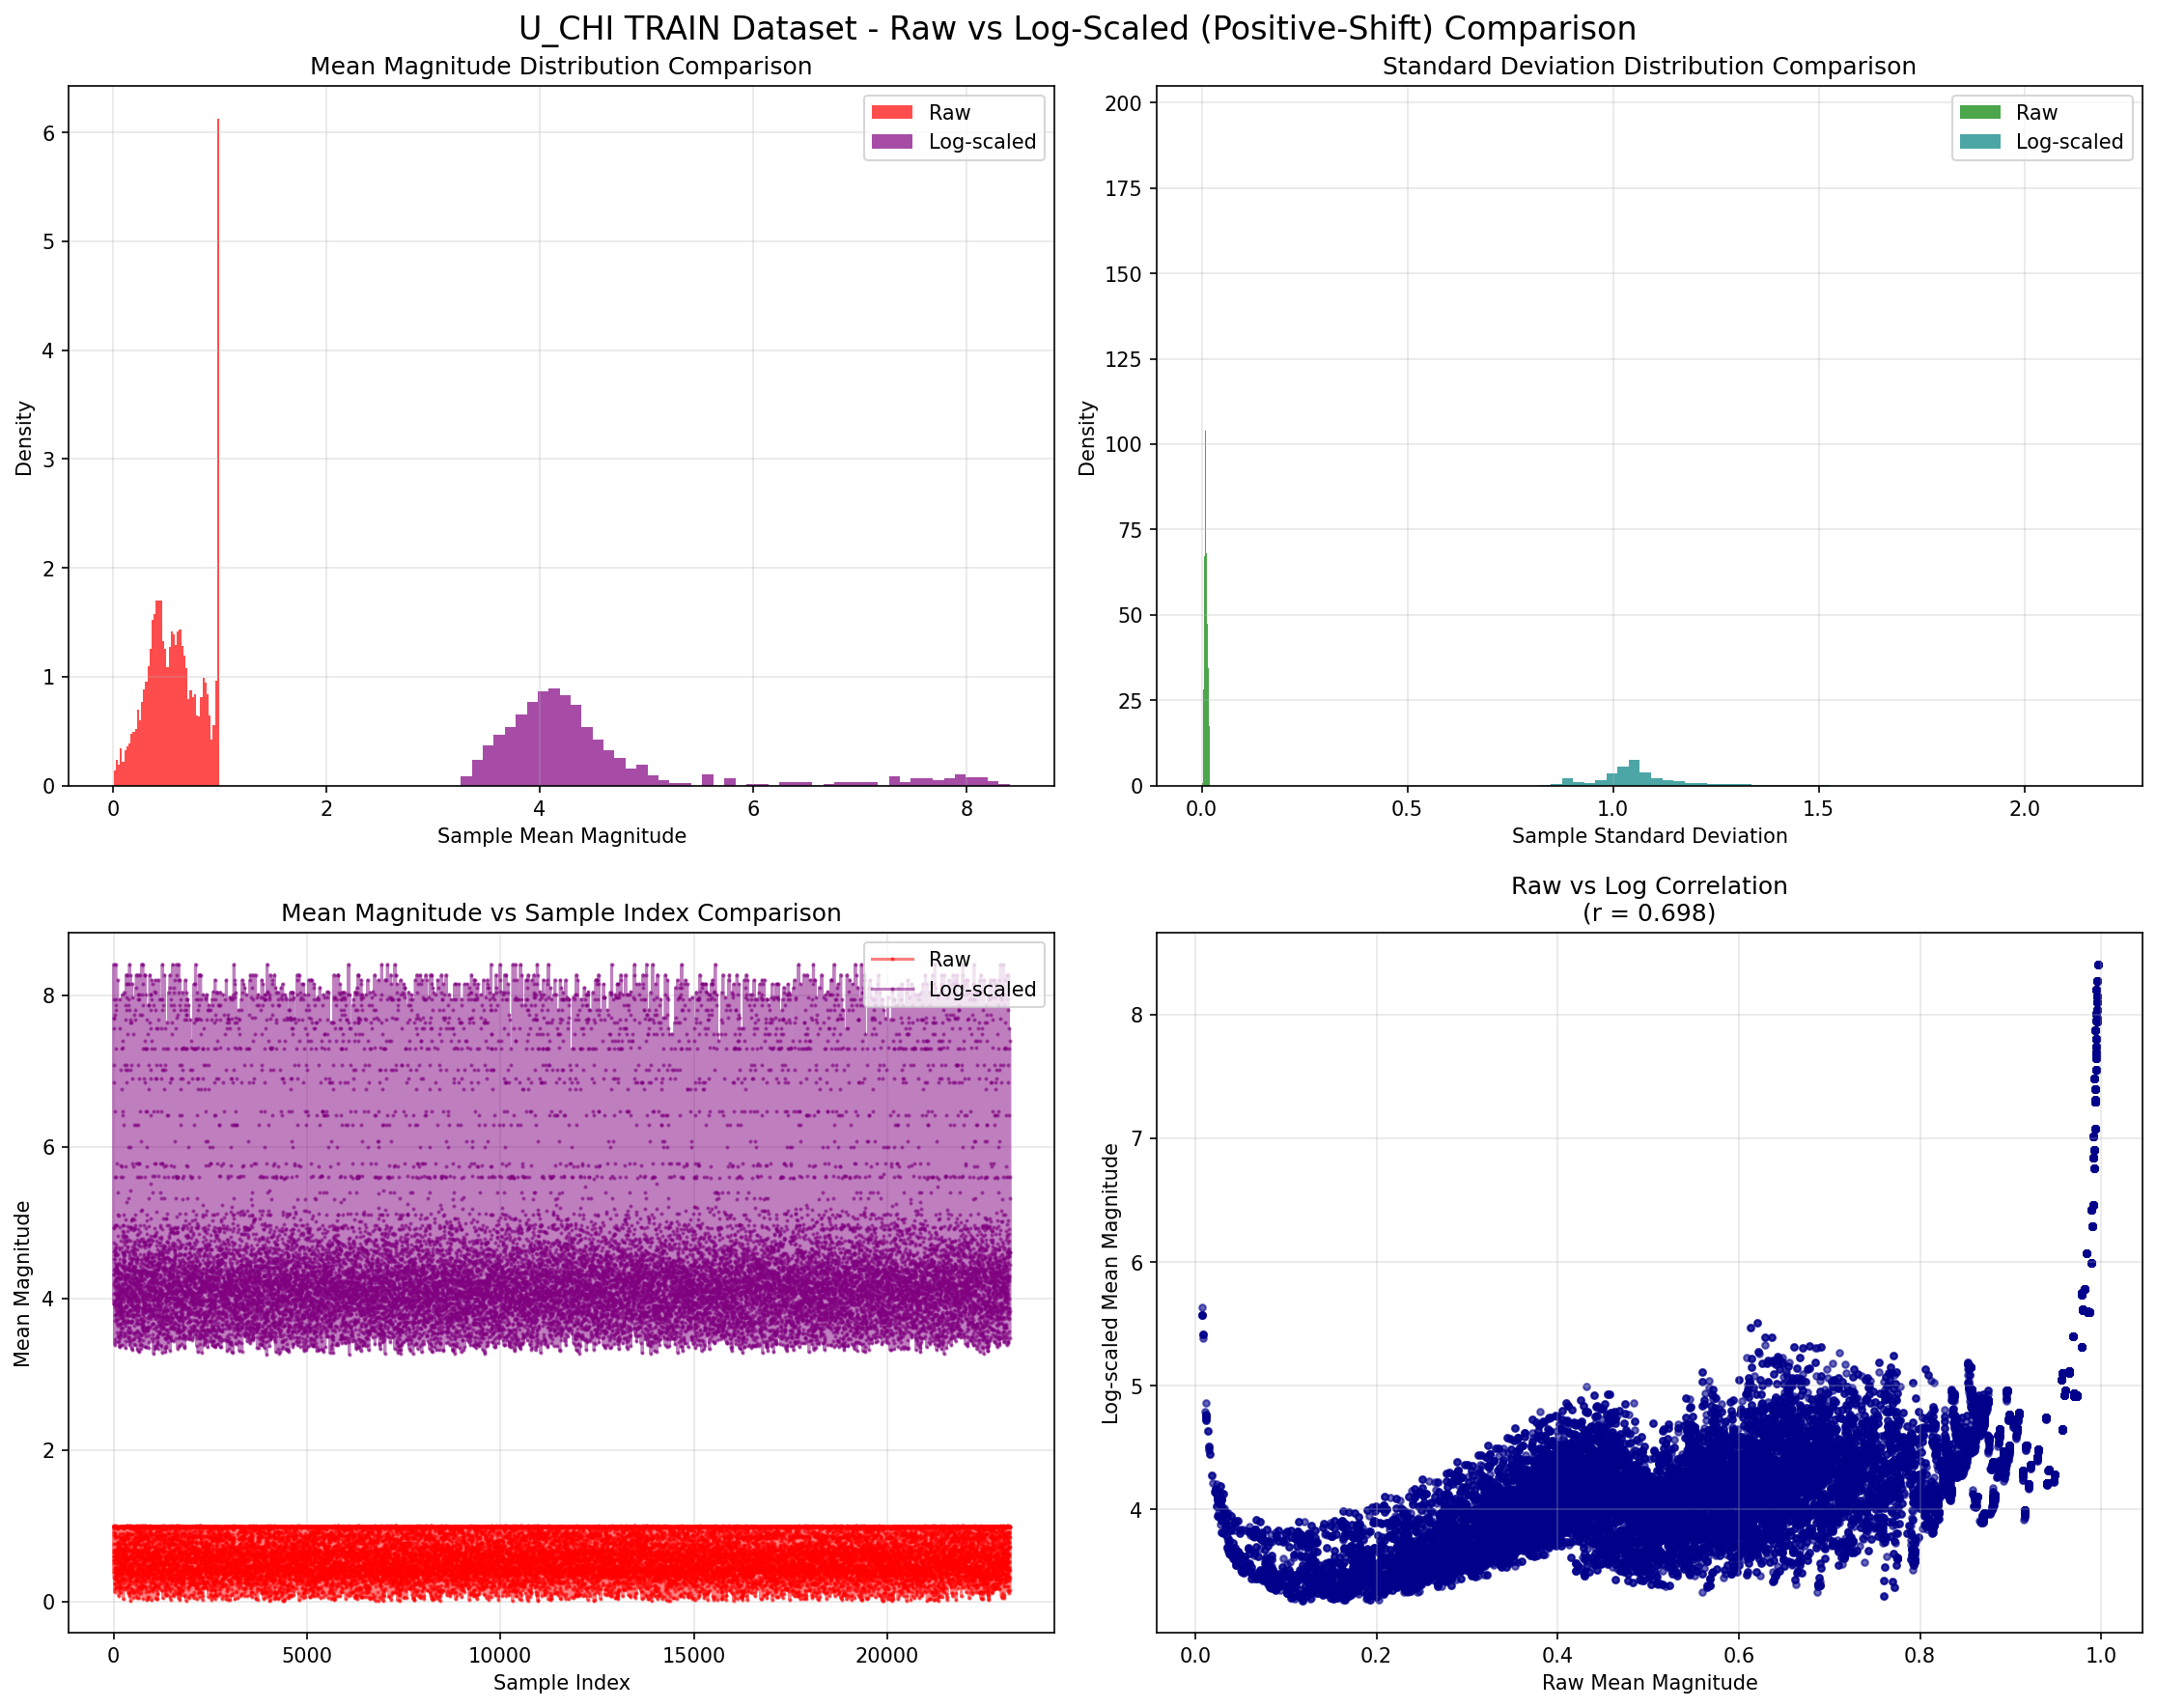 U_CHI TRAIN Dataset - Raw vs Log-Scaled (Positive-Shift) Comparison
Mean Magnitude Distribution Comparison
Raw
Log-scaled
Density
6
5
4
3
2
1
0
0
2
4
6
8
Sample Mean Magnitude
Standard Deviation Distribution Comparison
Raw
Log-scaled
Density
200
175
150
125
100
75
50
25
0
0.0
0.5
1.0
1.5
2.0
Sample Standard Deviation
Mean Magnitude vs Sample Index Comparison
Raw
Log-scaled
Mean Magnitude
8
6
4
2
0
0
5000
10000
15000
20000
Sample Index
Raw vs Log Correlation
(r = 0.698)
Log-scaled Mean Magnitude
8
7
6
5
4
0.0
0.2
0.4
0.6
0.8
1.0
Raw Mean Magnitude